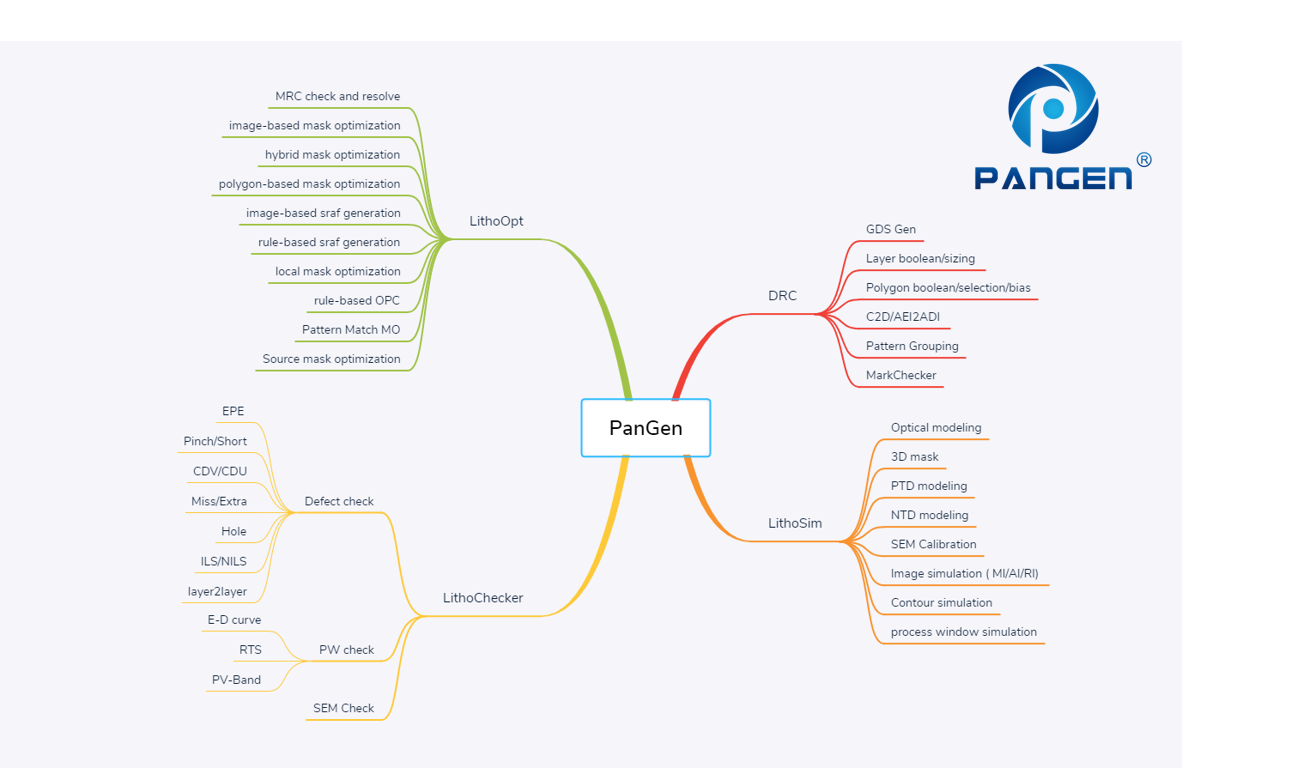 PANGEN®
PanGen
LithoOpt
MRC check and resolve
image-based mask optimization
hybrid mask optimization
polygon-based mask optimization
image-based sraf generation
rule-based sraf generation
local mask optimization
rule-based OPC
Pattern Match MO
Source mask optimization
DRC
GDS Gen
Layer boolean/sizing
Polygon boolean/selection/bias
C2D/AEI2ADI
Pattern Grouping
MarkChecker
LithoSim
Optical modeling
3D mask
PTD modeling
NTD modeling
SEM Calibration
Image simulation ( MI/AI/RI)
Contour simulation
process window simulation
LithoChecker
Defect check
EPE
Pinch/Short
CDV/CDU
Miss/Extra
Hole
ILS/NILS
layer2layer
PW check
E-D curve
RTS
PV-Band
SEM Check